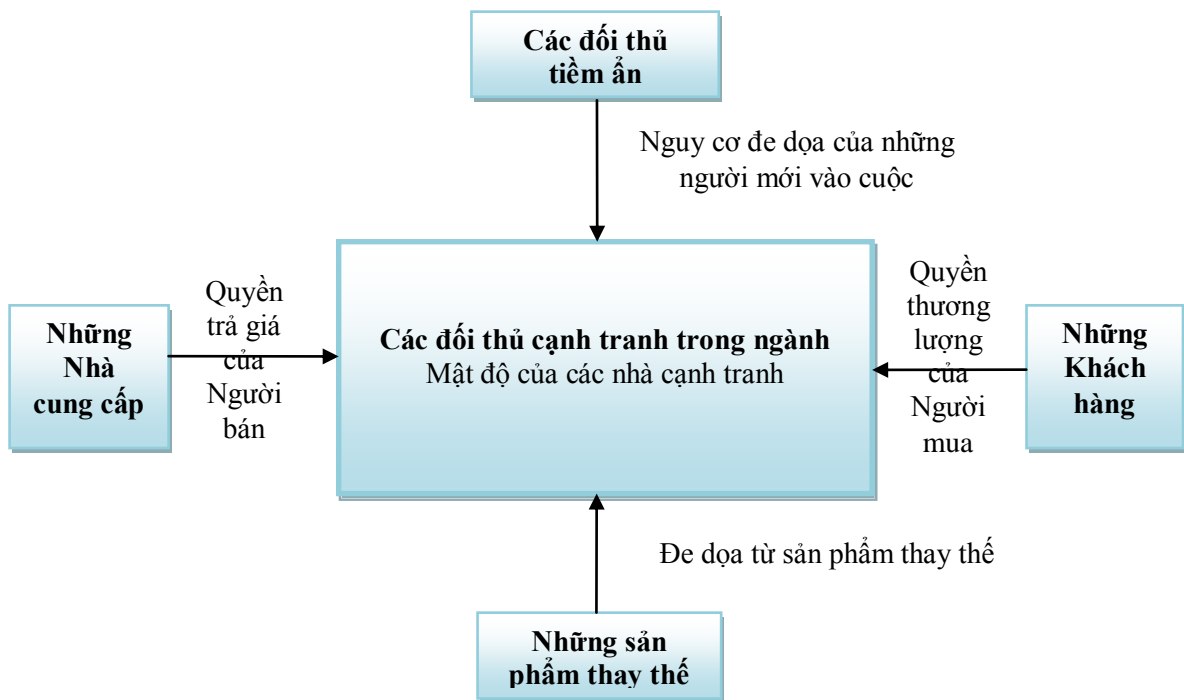 Các đối thủ
tiềm ẩn
Nguy cơ đe dọa của những
người mới vào cuộc
Quyền
trả giá
của
Người
bán
Những
Nhà
cung cấp
Các đối thủ cạnh tranh trong ngành
Mật độ của các nhà cạnh tranh
Quyền
thương
lượng
của
Người
mua
Những
Khách
hàng
Đe dọa từ sản phẩm thay thế
Những sản
phẩm thay thế